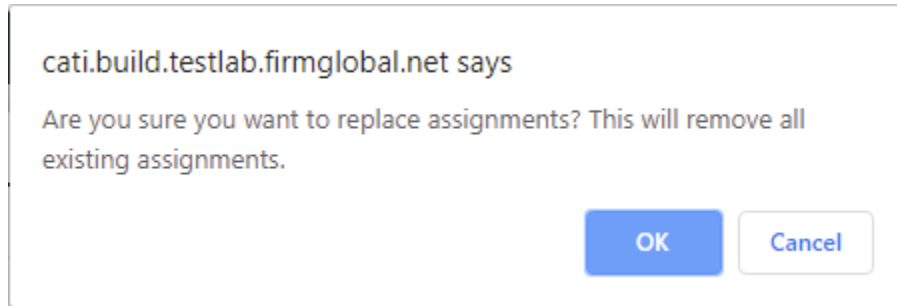 cati.build.testlab.firmglobal.net says
Are you sure you want to replace assignments? This will remove all
existing assignments.
OK
Cancel